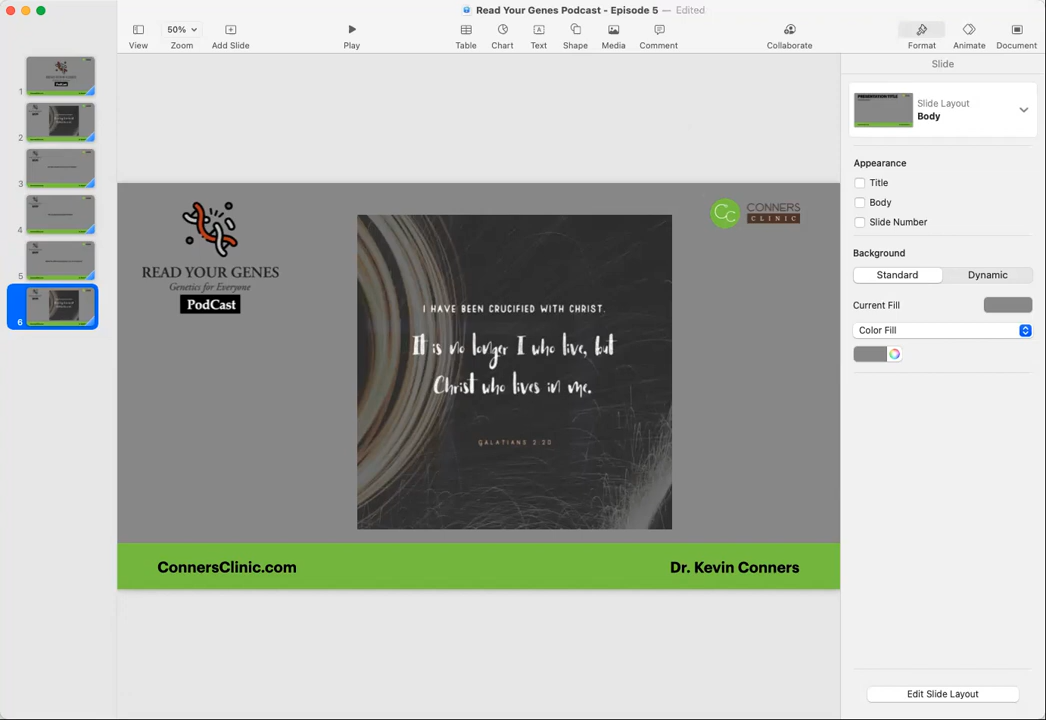 Read Your Genes Podcast - Episode 5 — Edited
View
50%
Zoom
Add Slide
Play
Table
Chart
Text
Shape
Media
Comment
Collaborate
Format
Animate
Document
Slide
1
2
3
4
5
6
READ YOUR GENES
Genetics for Everyone
PodCast
CC
CONNERS
CLINIC
I HAVE BEEN CRUCIFIED WITH CHRIST.
It is no longer I who live, but
Christ who lives in me.
GALATIANS 2:20
ConnersClinic.com
Dr. Kevin Conners
PRESENTATION TITLE
Slide Layout
Body
Appearance
Title
Body
Slide Number
Background
Standard
Dynamic
Current Fill
Color Fill
Edit Slide Layout